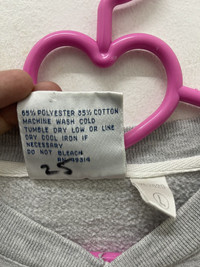 65% POLYESTER 35% COTTON
MACHINE WASH COLD
TUMBLE DRY LOW OR LINE
DRY COOL IRON IF
NECESSARY
DO NOT BLEACH
25